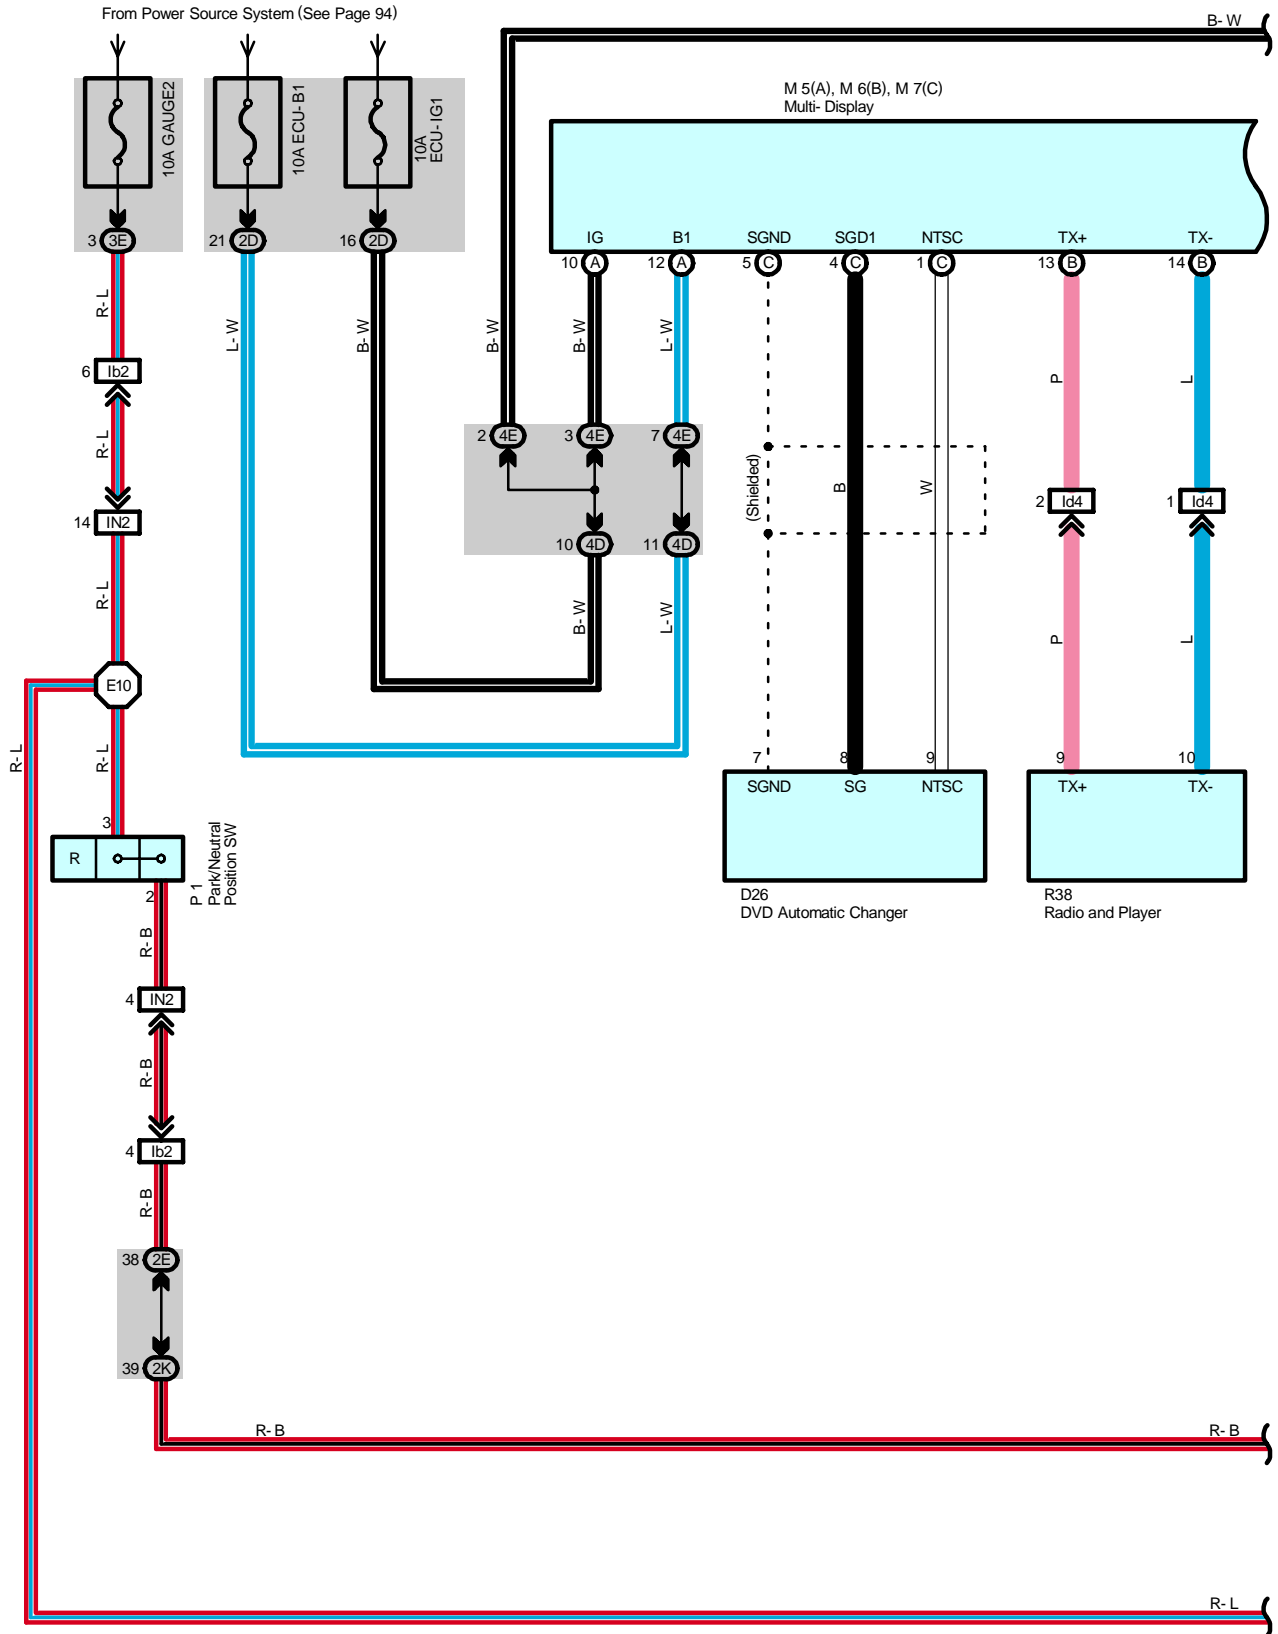 From Power Source System (See Page 94)
B- W
10A GAUGE2
10A ECU- B1
10A
ECU- IG1
M 5(A), M 6(B), M 7(C)
Multi- Display
IG
B1
SGND
SGD1
NTSC
TX+
TX-
3 3E
21 2D
16 2D
10 A
12 A
5 C
4 C
1 C
13 B
14 B
R- L
L- W
B- W
B- W
B- W
L- W
P
L
6 Ib2
R- L
2 4E
3 4E
7 4E
(Shielded)
B
W
2 Id4
1 Id4
14 IN2
10 4D
11 4D
R- L
B- W
L- W
P
L
E10
R- L
R- L
7
8
9
9
10
SGND
SG
NTSC
TX+
TX-
3
R
P 1
Park/Neutral
Position SW
2
D26
DVD Automatic Changer
R38
Radio and Player
R- B
4 IN2
R- B
4 Ib2
R- B
38 2E
39 2K
R- B
R- B
R- L